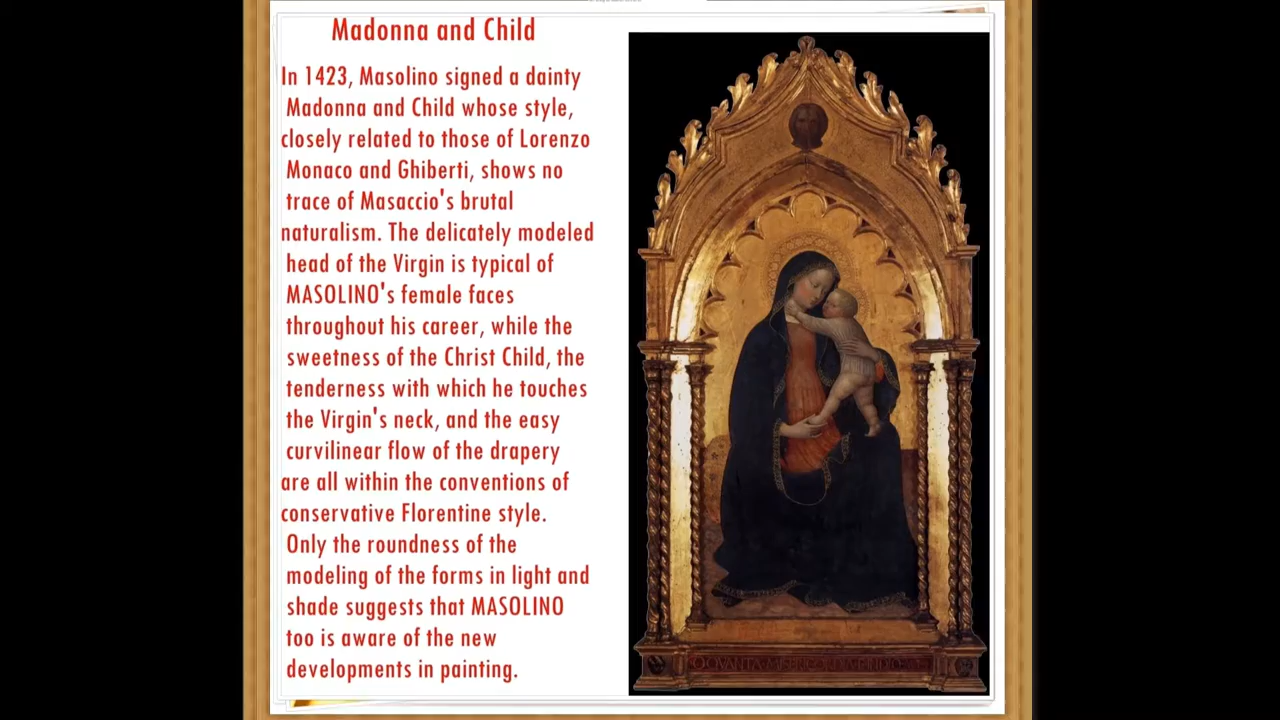 Madonna and Child
In 1423, Masolino signed a dainty
Madonna and Child whose style,
closely related to those of Lorenzo
Monaco and Ghiberti, shows no
trace of Masaccio's brutal
naturalism. The delicately modeled
head of the Virgin is typical of
MASOLINO's female faces
throughout his career, while the
sweetness of the Christ Child, the
tenderness with which he touches
the Virgin's neck, and the easy
curvilinear flow of the drapery
are all within the conventions of
conservative Florentine style.
Only the roundness of the
modeling of the forms in light and
shade suggests that MASOLINO
too is aware of the new
developments in painting.